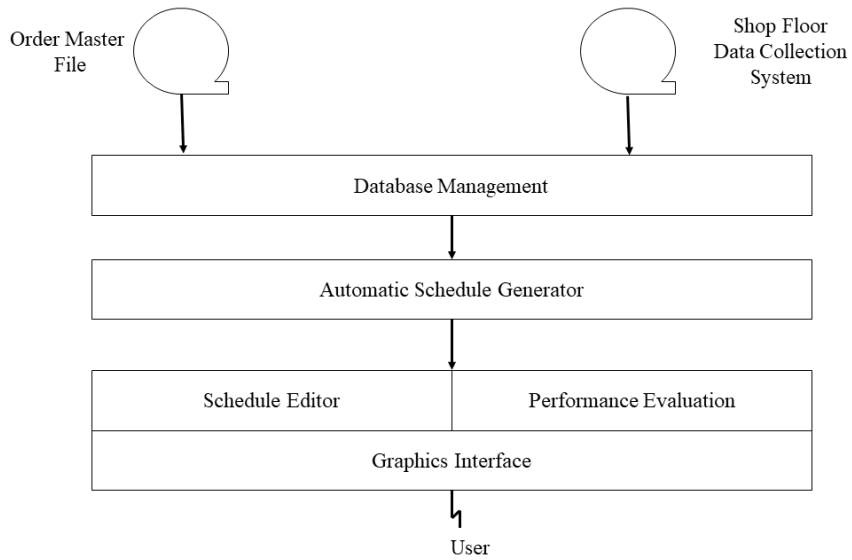 Order Master
File
Shop Floor
Data Collection
System
Database Management
Automatic Schedule Generator
Schedule Editor
Performance Evaluation
Graphics Interface
User